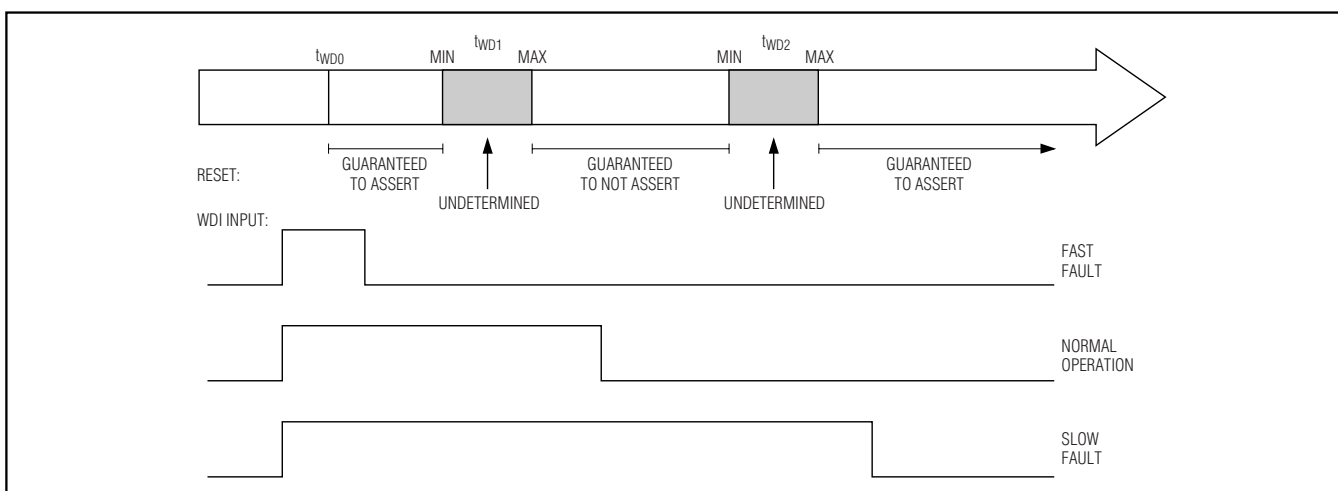 tWD0
MIN
tWD1
MAX
MIN
tWD2
MAX
RESET:
GUARANTEED
TO ASSERT
UNDETERMINED
GUARANTEED
TO NOT ASSERT
UNDETERMINED
GUARANTEED
TO ASSERT
WDI INPUT:
FAST
FAULT
NORMAL
OPERATION
SLOW
FAULT